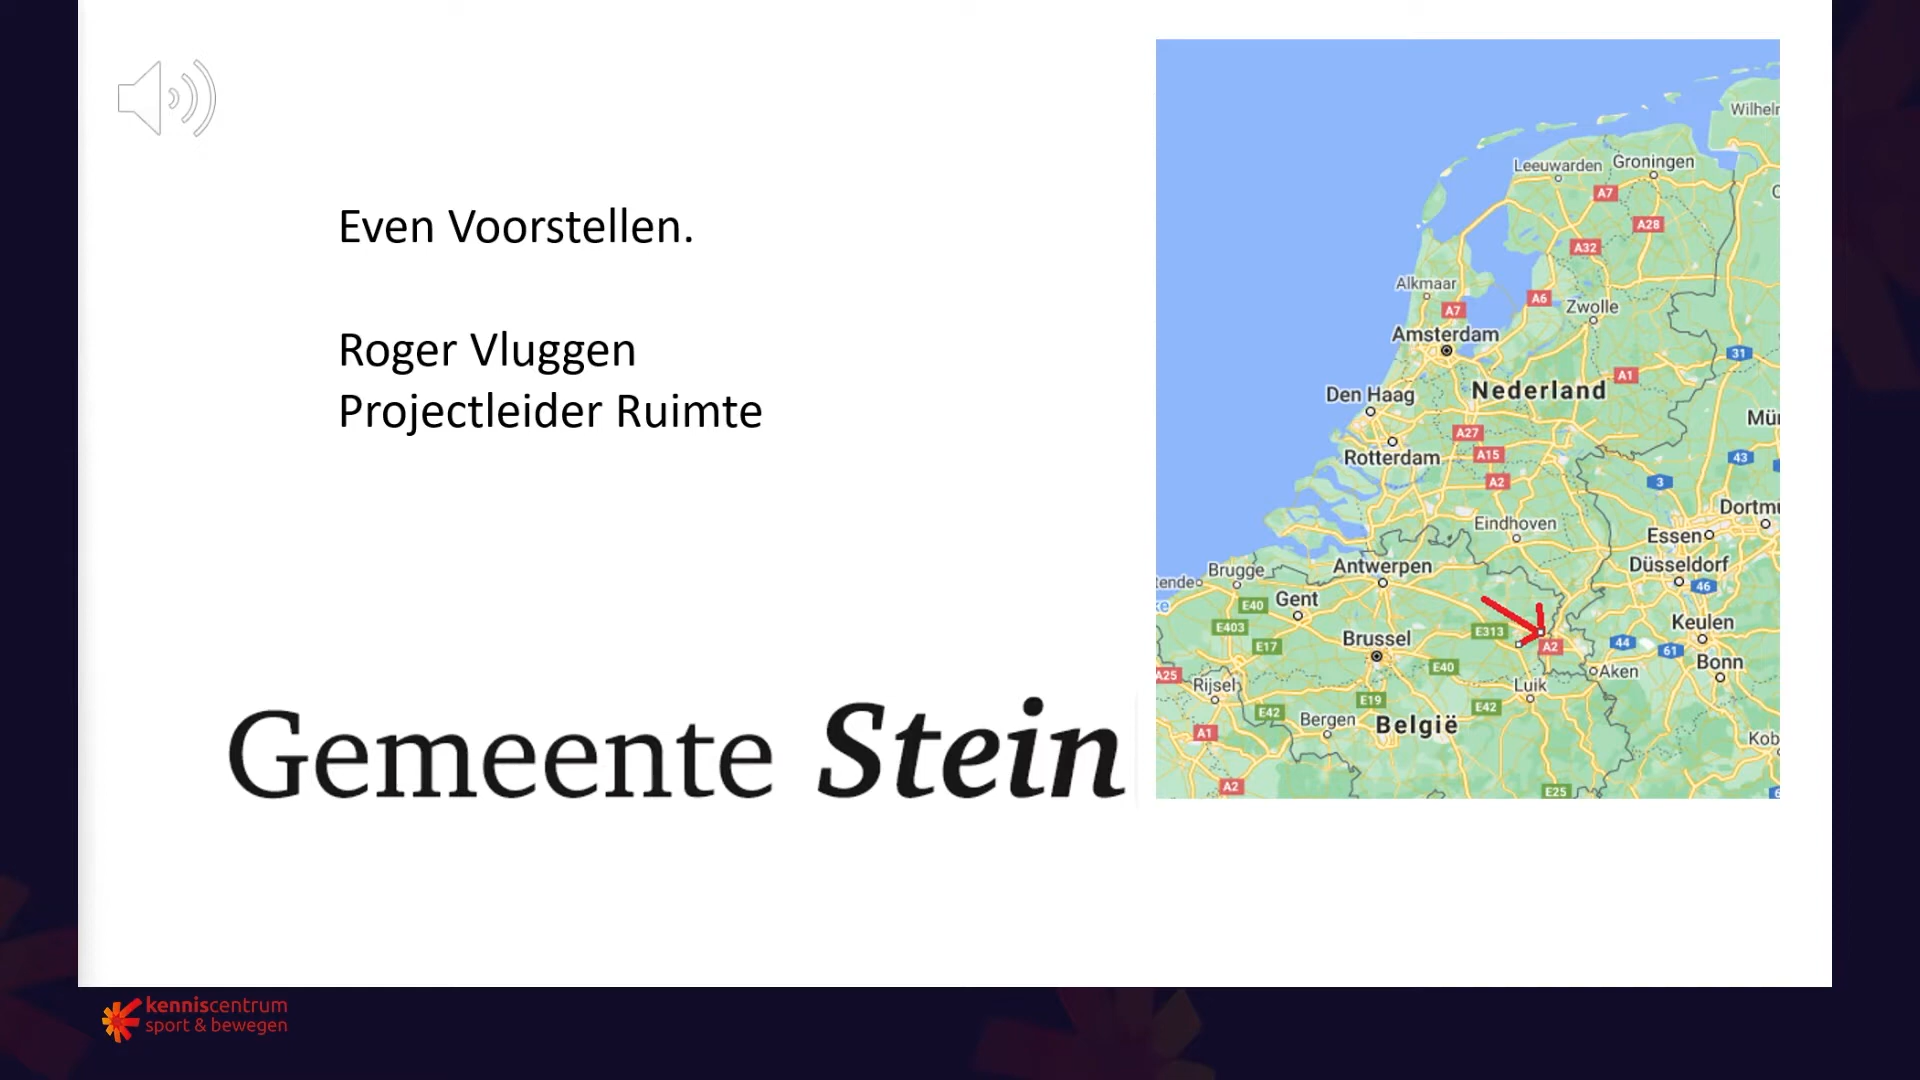 Even Voorstellen.
Roger Vluggen
Projectleider Ruimte
Gemeente Stein
Leeuwarden
Groningen
A7
A28
A32
Alkmaar
A7
A6
Zwolle
Amsterdam
31
A1
Den Haag
Nederland
A27
Rotterdam
A15
43
A2
3
Eindhoven
Essen
Brugge
Antwerpen
Düsseldorf
46
E40
Gent
E403
E313
Keulen
E17
Brussel
A2
44
61
Bonn
E40
Aken
A25
Rijsel
Luik
E19
E42
E42
Bergen
België
A1
A2
E25
kenniscentrum
sport & bewegen